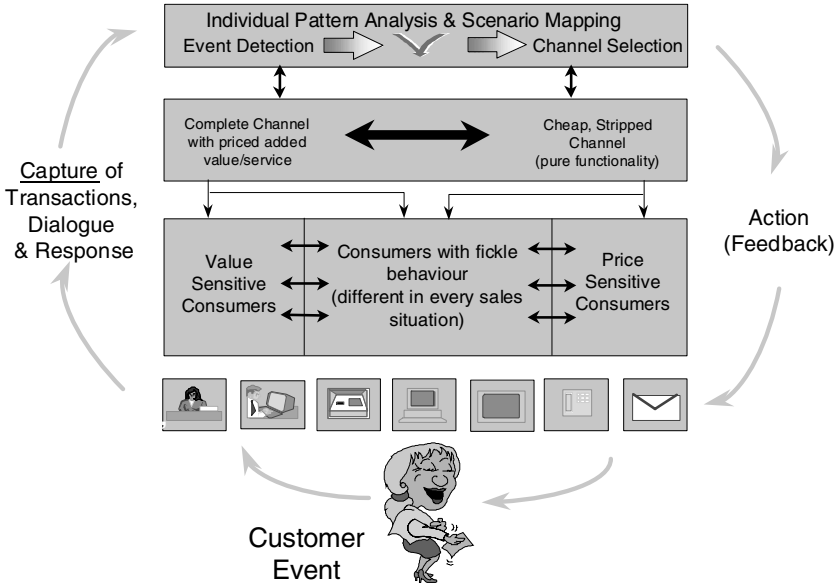 Individual Pattern Analysis & Scenario Mapping
Event Detection
Channel Selection
Complete Channel
with priced added
value/service
Cheap, Stripped
Channel
(pure functionality)
Capture of
Transactions,
Dialogue
& Response
Action
(Feedback)
Value
Sensitive
Consumers
Consumers with fickle
behaviour
(different in every sales
situation)
Price
Sensitive
Consumers
Customer
Event